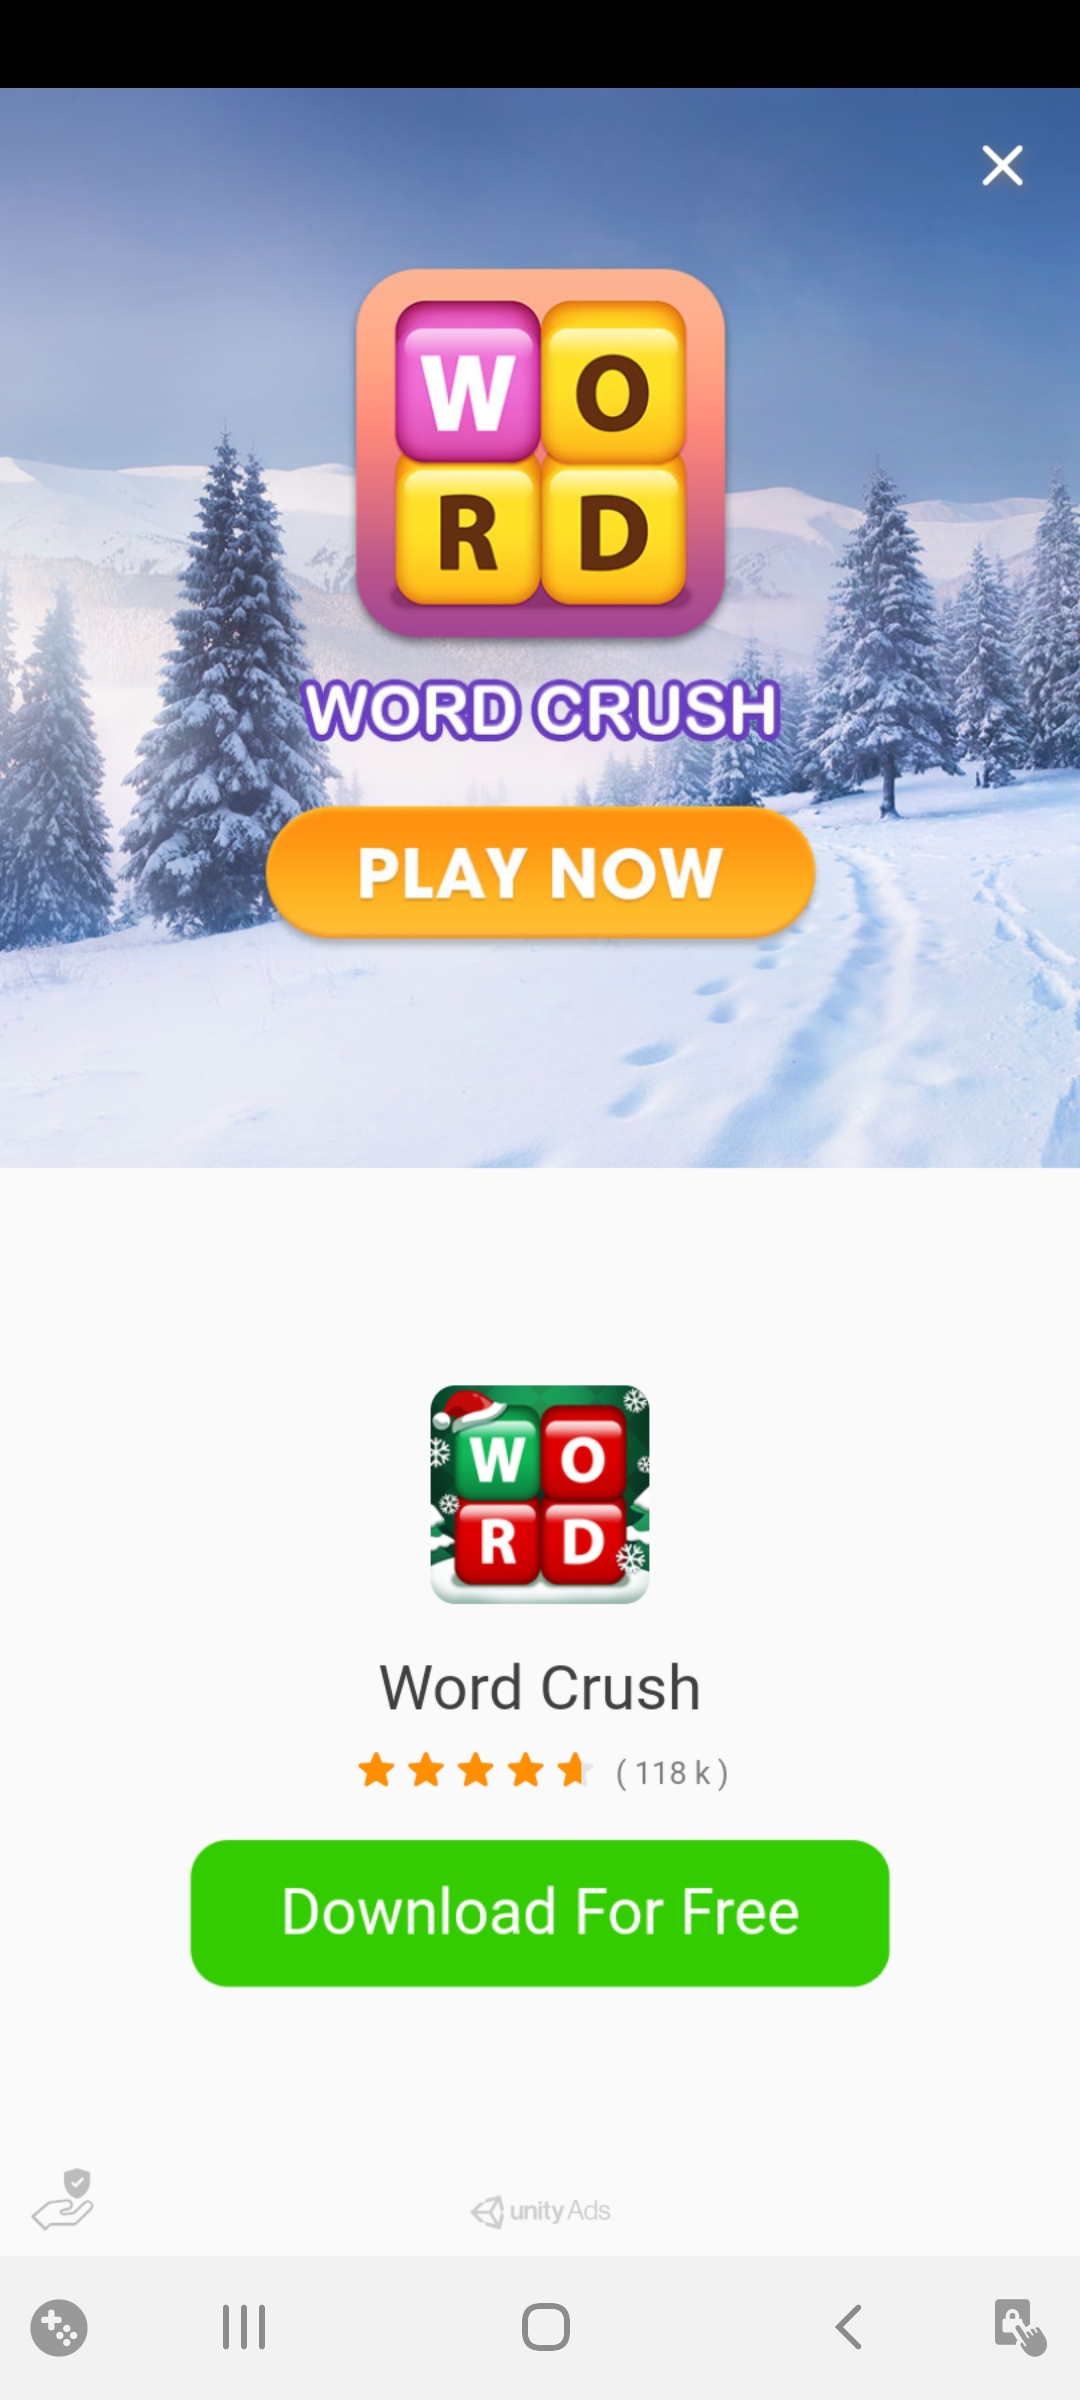 W O
R D
WORD CRUSH
PLAY NOW
W O
R D
Word Crush
( 118 k )
Download For Free
unity Ads